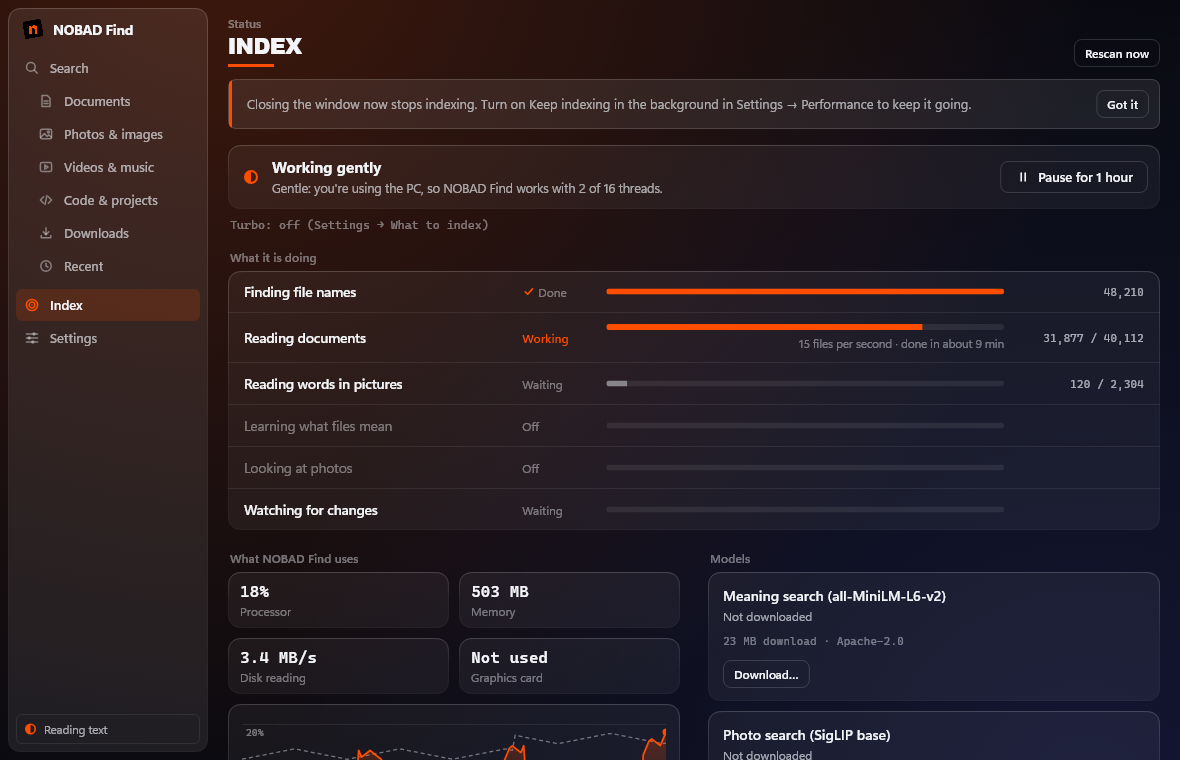 n NOBAD Find
Search
Documents
Photos & images
Videos & music
Code & projects
Downloads
Recent
Index
Settings
Reading text
Status
INDEX
Rescan now
Closing the window now stops indexing. Turn on Keep indexing in the background in Settings → Performance to keep it going.
Got it
Working gently
Gentle: you're using the PC, so NOBAD Find works with 2 of 16 threads.
Pause for 1 hour
Turbo: off (Settings → What to index)
What it is doing
Finding file names Done 48,210
Reading documents Working 31,877 / 40,112
15 files per second · done in about 9 min
Reading words in pictures Waiting 120 / 2,304
Learning what files mean Off
Looking at photos Off
Watching for changes Waiting
What NOBAD Find uses
18%
Processor
503 MB
Memory
3.4 MB/s
Disk reading
Not used
Graphics card
20%
Models
Meaning search (all-MiniLM-L6-v2)
Not downloaded
23 MB download · Apache-2.0
Download...
Photo search (SigLIP base)
Not downloaded